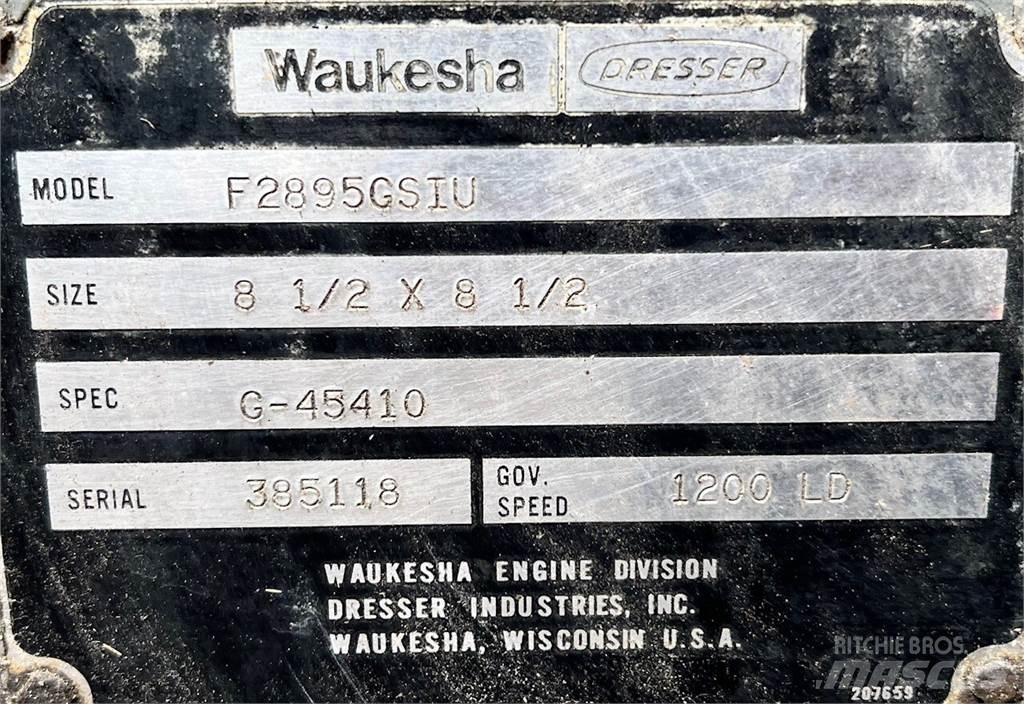 Waukesha DRESSER
MODEL F2895GSIU
SIZE 8 1/2 X 8 1/2
SPEC G-45410
SERIAL 385118 GOV. SPEED 1200 LD
WAUKESHA ENGINE DIVISION
DRESSER INDUSTRIES, INC.
WAUKESHA, WISCONSIN U.S.A.
RITCHIE BROS.
MASCUS
207659